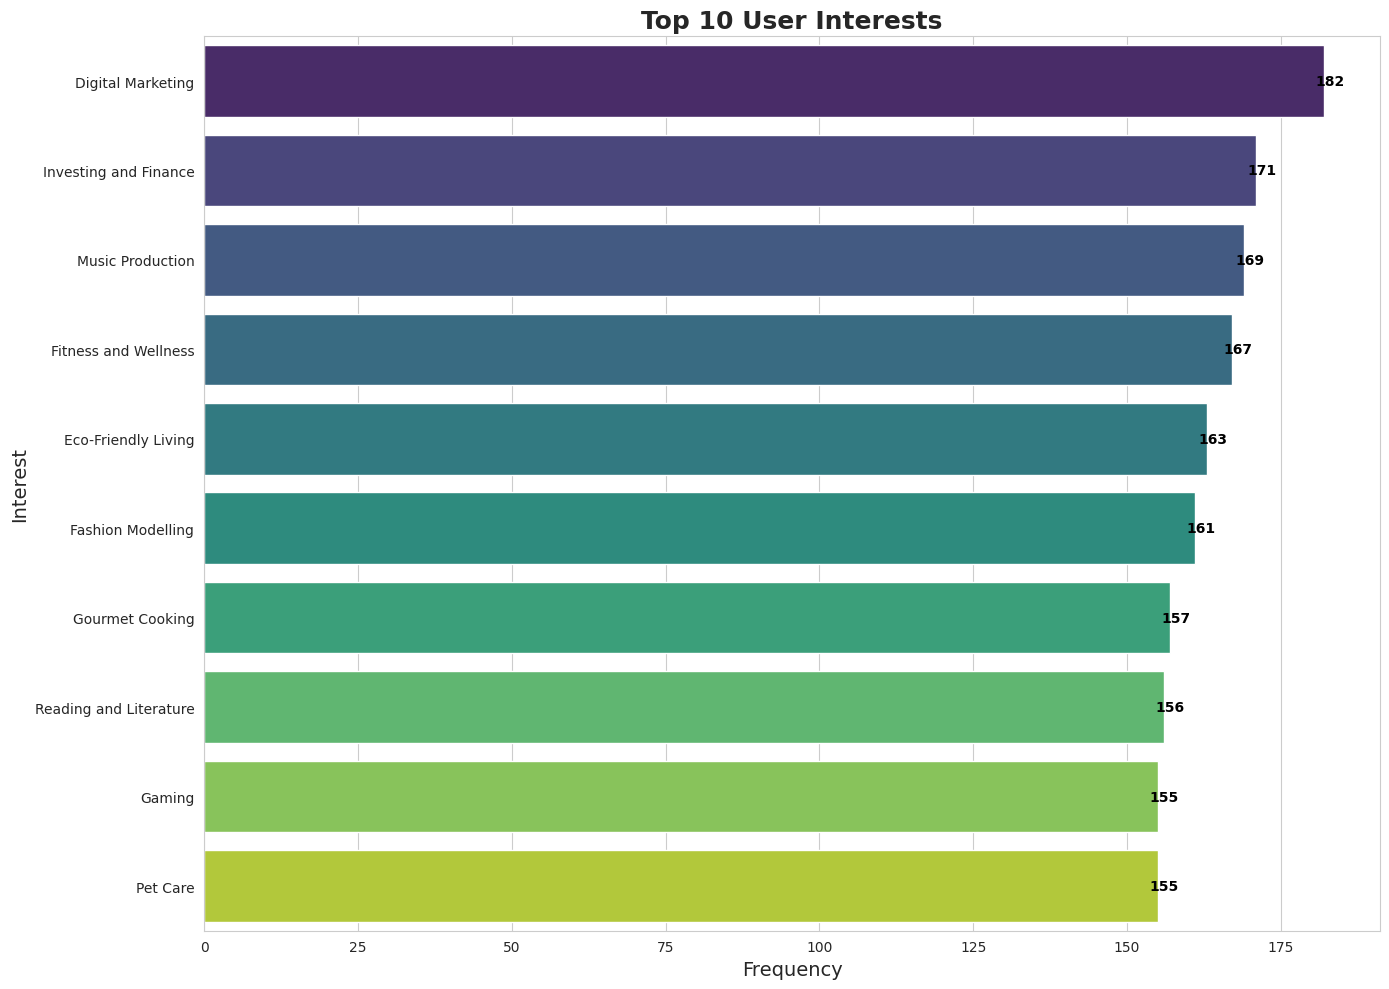 Top 10 User Interests
Interest
Digital Marketing 182
Investing and Finance 171
Music Production 169
Fitness and Wellness 167
Eco-Friendly Living 163
Fashion Modelling 161
Gourmet Cooking 157
Reading and Literature 156
Gaming 155
Pet Care 155
0 25 50 75 100 125 150 175
Frequency